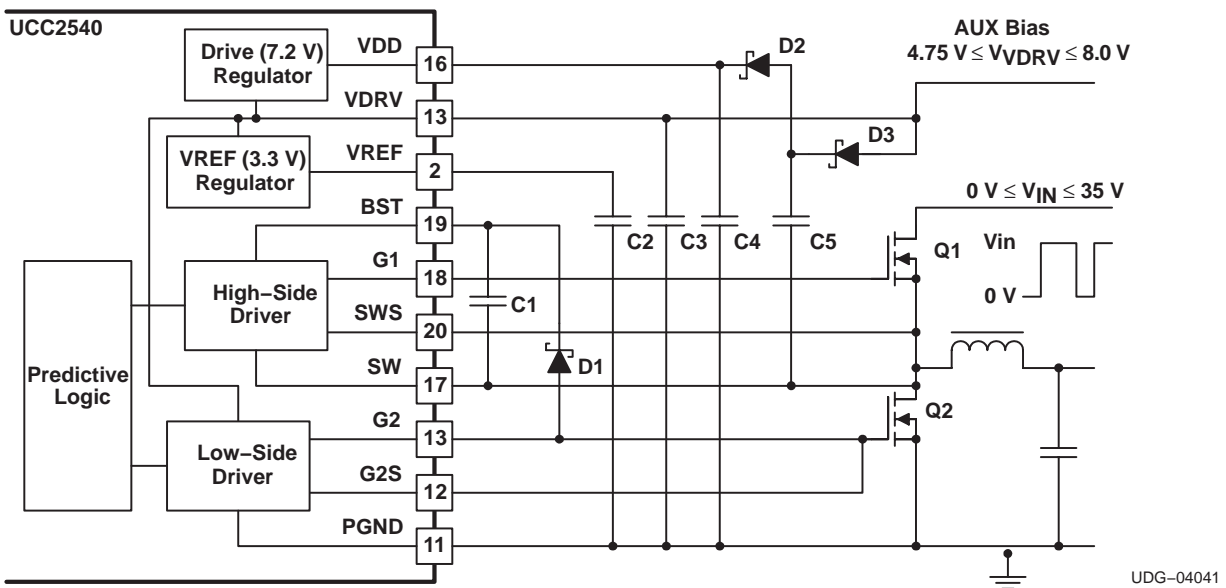 UCC2540
Drive (7.2 V)
Regulator
VREF (3.3 V)
Regulator
High−Side
Driver
Predictive
Logic
Low−Side
Driver
VDD
16
VDRV
13
VREF
2
BST
19
G1
18
SWS
20
SW
17
G2
13
G2S
12
PGND
11
D2
D3
D1
C1
C2
C3
C4
C5
AUX Bias
4.75 V ≤ VVDRV ≤ 8.0 V
0 V ≤ VIN ≤ 35 V
Q1
Vin
0 V
Q2
UDG−04041